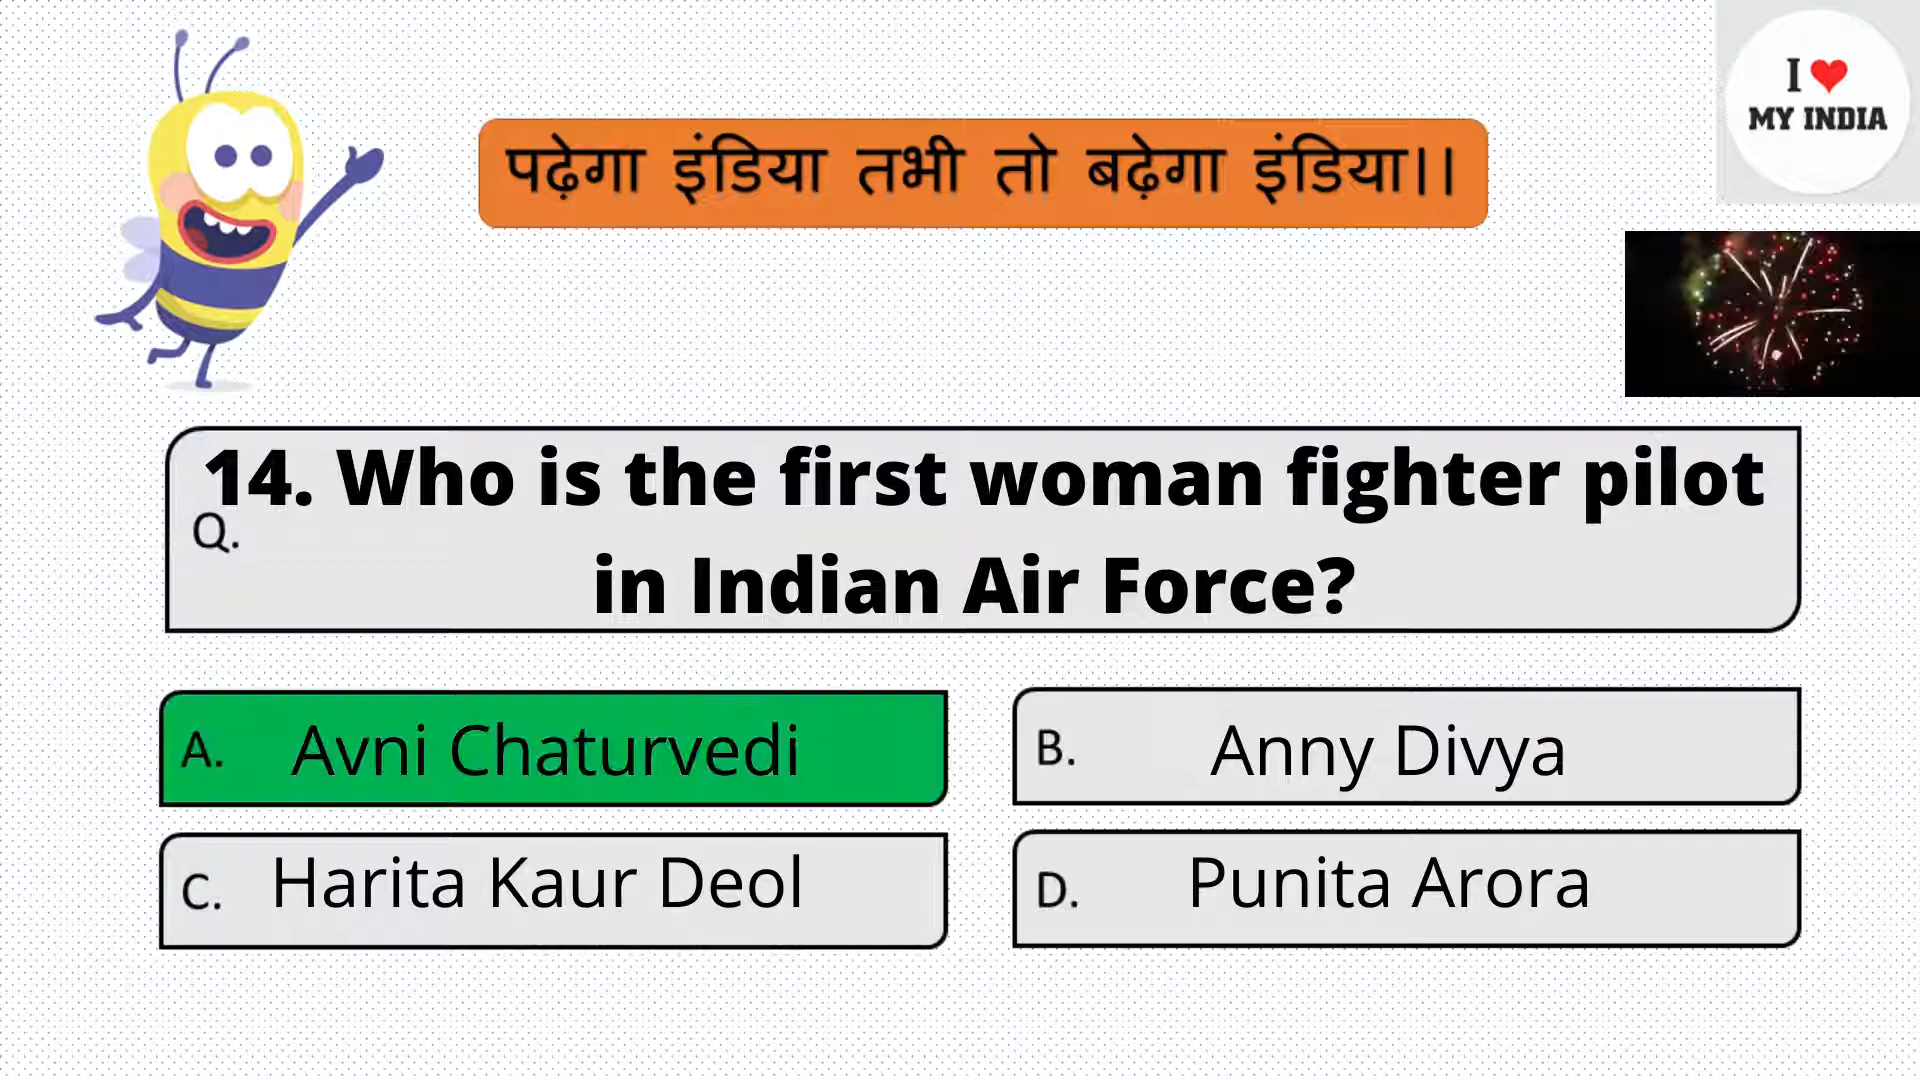 I ❤ MY INDIA
पढ़ेगा इंडिया तभी तो बढ़ेगा इंडिया।।
14. Who is the first woman fighter pilot
Q.
in Indian Air Force?
A. Avni Chaturvedi
B. Anny Divya
C. Harita Kaur Deol
D. Punita Arora